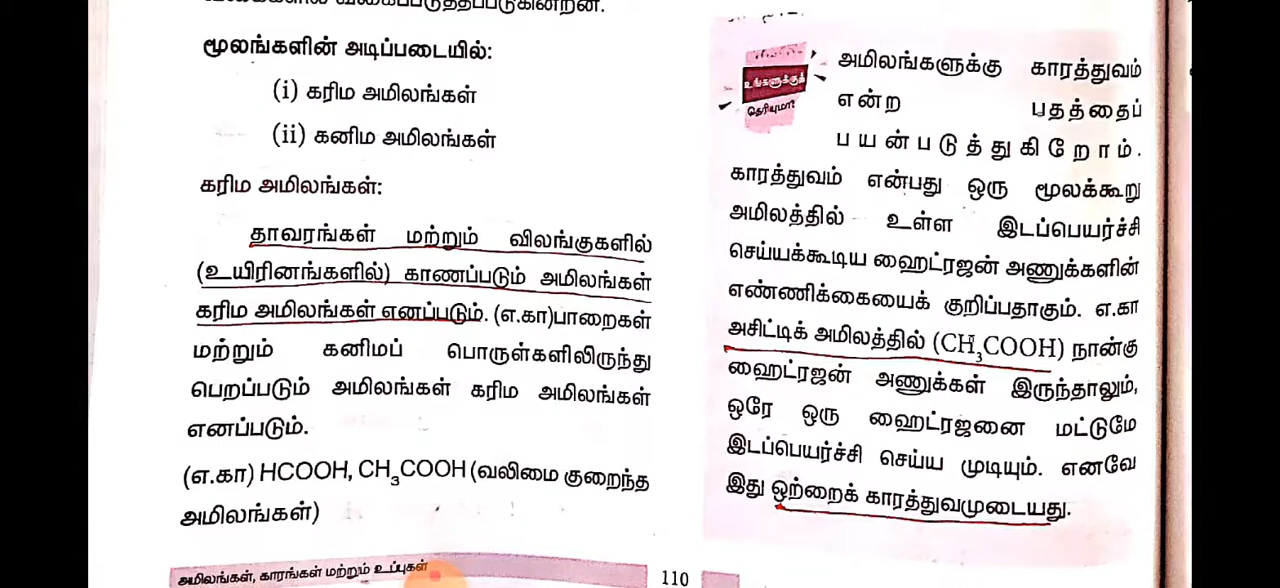 மூலங்களின் அடிப்படையில்:
(i) கரிம அமிலங்கள்
(ii) கனிம அமிலங்கள்
கரிம அமிலங்கள்:
தாவரங்கள் மற்றும் விலங்குகளில்
(உயிரினங்களில்) காணப்படும் அமிலங்கள்
கரிம அமிலங்கள் எனப்படும். (எ.கா)பாறைகள்
மற்றும் கனிமப் பொருள்களிலிருந்து
பெறப்படும் அமிலங்கள் கரிம அமிலங்கள்
எனப்படும்.
(எ.கா) HCOOH, CH₃COOH (வலிமை குறைந்த
அமிலங்கள்)
உங்களுக்குத்
தெரியுமா?
அமிலங்களுக்கு காரத்துவம்
என்ற பதத்தைப்
பயன்படுத்துகிறோம்.
காரத்துவம் என்பது ஒரு மூலக்கூறு
அமிலத்தில் உள்ள இடப்பெயர்ச்சி
செய்யக்கூடிய ஹைட்ரஜன் அணுக்களின்
எண்ணிக்கையைக் குறிப்பதாகும். எ.கா
அசிட்டிக் அமிலத்தில் (CH₃COOH) நான்கு
ஹைட்ரஜன் அணுக்கள் இருந்தாலும்,
ஒரே ஒரு ஹைட்ரஜனை மட்டுமே
இடப்பெயர்ச்சி செய்ய முடியும். எனவே
இது ஒற்றைக் காரத்துவமுடையது.
அமிலங்கள், காரங்கள் மற்றும் உப்புகள்
110